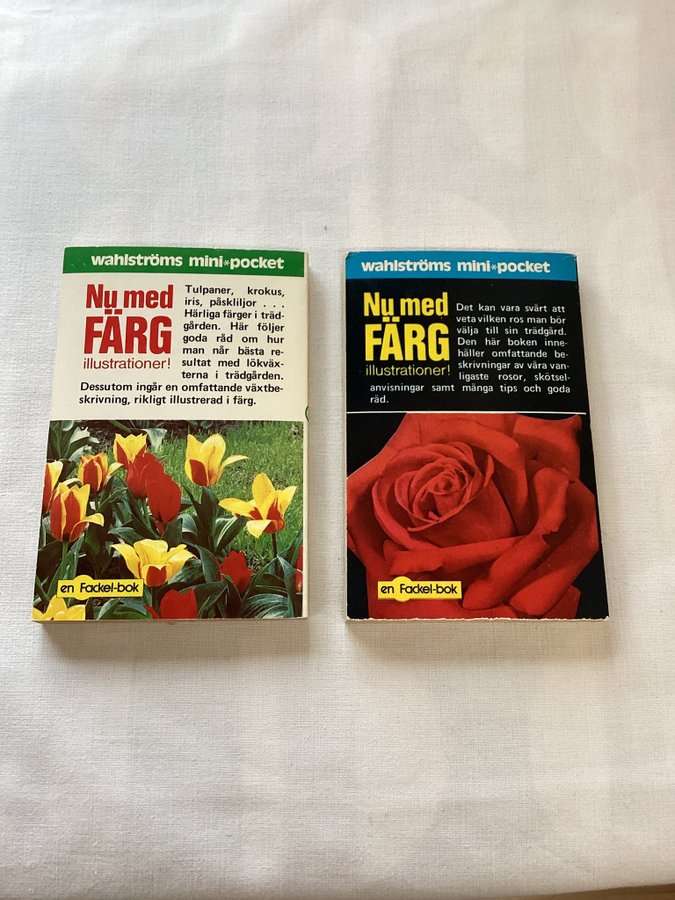 wahlströms mini*pocket
Nu med
FÄRG
illustrationer!
Tulpaner, krokus,
iris, påskliljor . . .
Härliga färger i träd-
gården. Här följer
goda råd om hur
man når bästa re-
sultat med lökväx-
terna i trädgården.
Dessutom ingår en omfattande växtbe-
skrivning, rikligt illustrerad i färg.
en Fackel-bok
wahlströms mini*pocket
Nu med
FÄRG
illustrationer!
Det kan vara svårt att
veta vilken ros man bör
välja till sin trädgård.
Den här boken inne-
håller omfattande be-
skrivningar av våra van-
ligaste rosor, skötsel-
anvisningar samt många tips och goda
råd.
en Fackel-bok